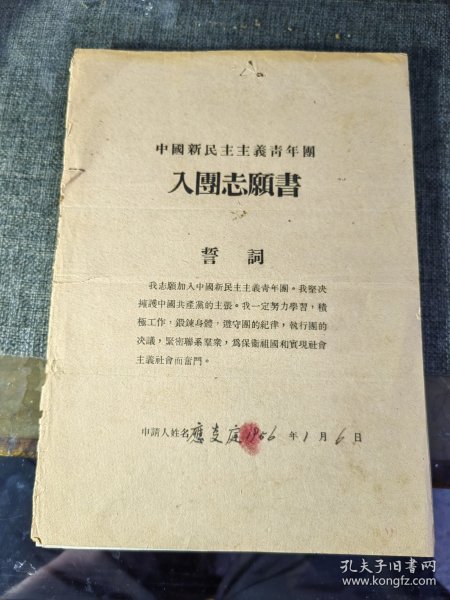 中國新民主主義青年團
入團志願書
誓詞
我志願加入中國新民主主義青年團。我堅决
擁護中國共產黨的主張。我一定努力學習，積
極工作，鍛鍊身體，遵守團的紀律，執行團的
决議，緊密聯系羣衆，爲保衛祖國和實現社會
主義社會而奮鬥。
申請人姓名 應支庭 1956 年 1 月 6 日
孔夫子旧书网
www.kongfz.com